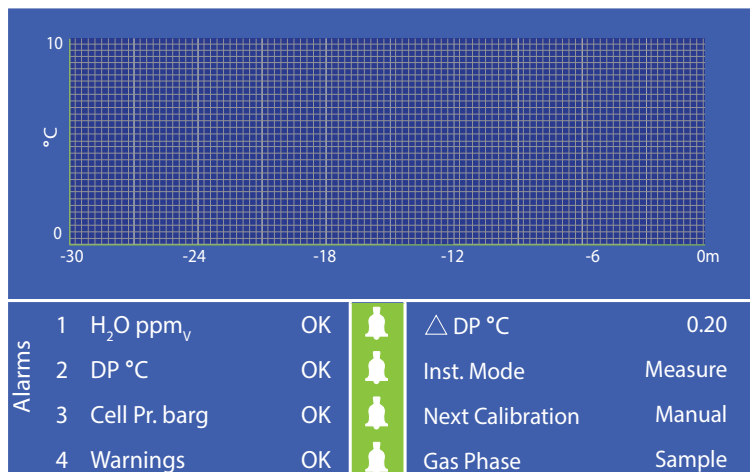 10
°C
0
-30 -24 -18 -12 -6 0m
Alarms
1 H₂O ppmᵥ OK
2 DP °C OK
3 Cell Pr. barg OK
4 Warnings OK
△ DP °C 0.20
Inst. Mode Measure
Next Calibration Manual
Gas Phase Sample